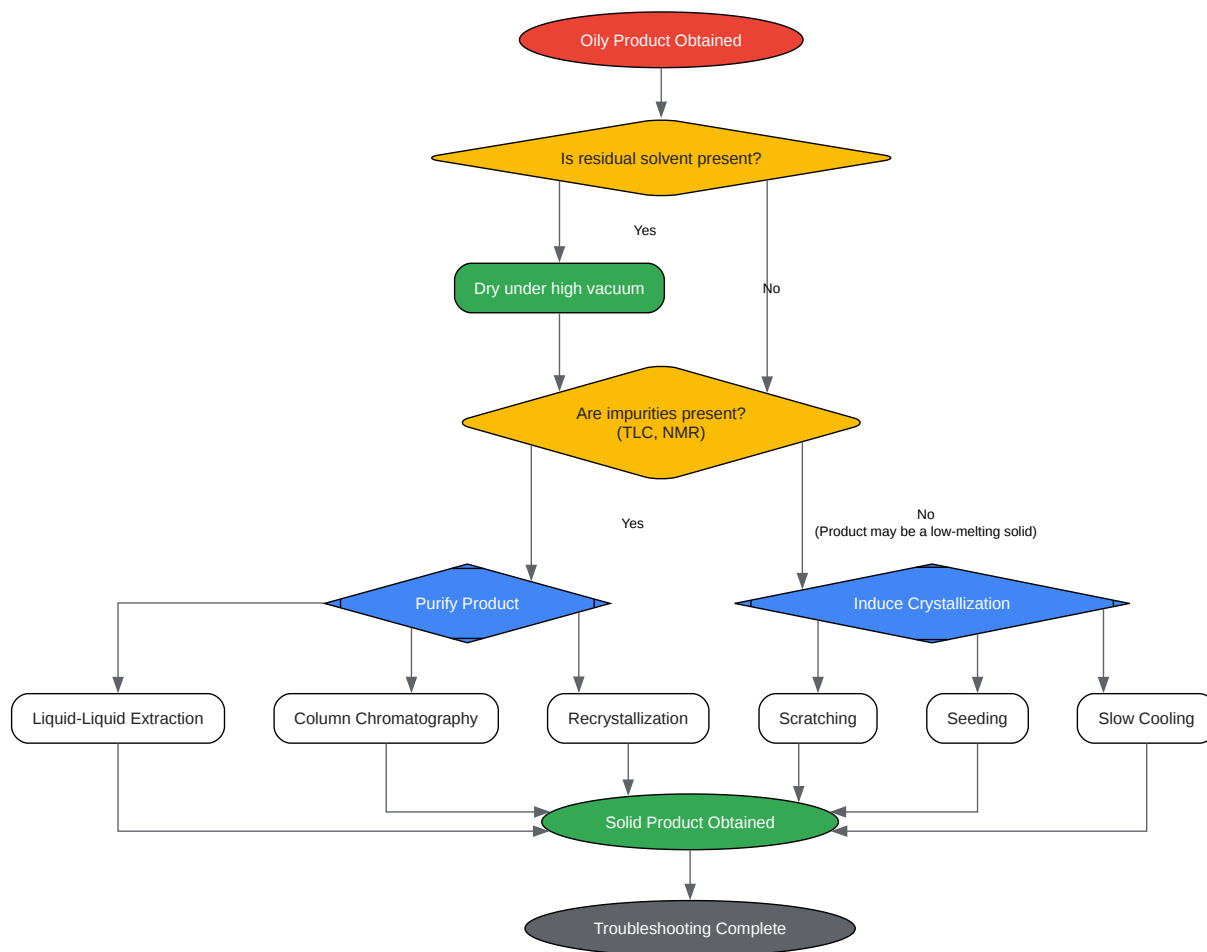 Oily Product Obtained
Is residual solvent present?
Yes
Dry under high vacuum
No
Are impurities present?
(TLC, NMR)
Yes
No
(Product may be a low-melting solid)
Purify Product
Induce Crystallization
Liquid-Liquid Extraction
Column Chromatography
Recrystallization
Scratching
Seeding
Slow Cooling
Solid Product Obtained
Troubleshooting Complete